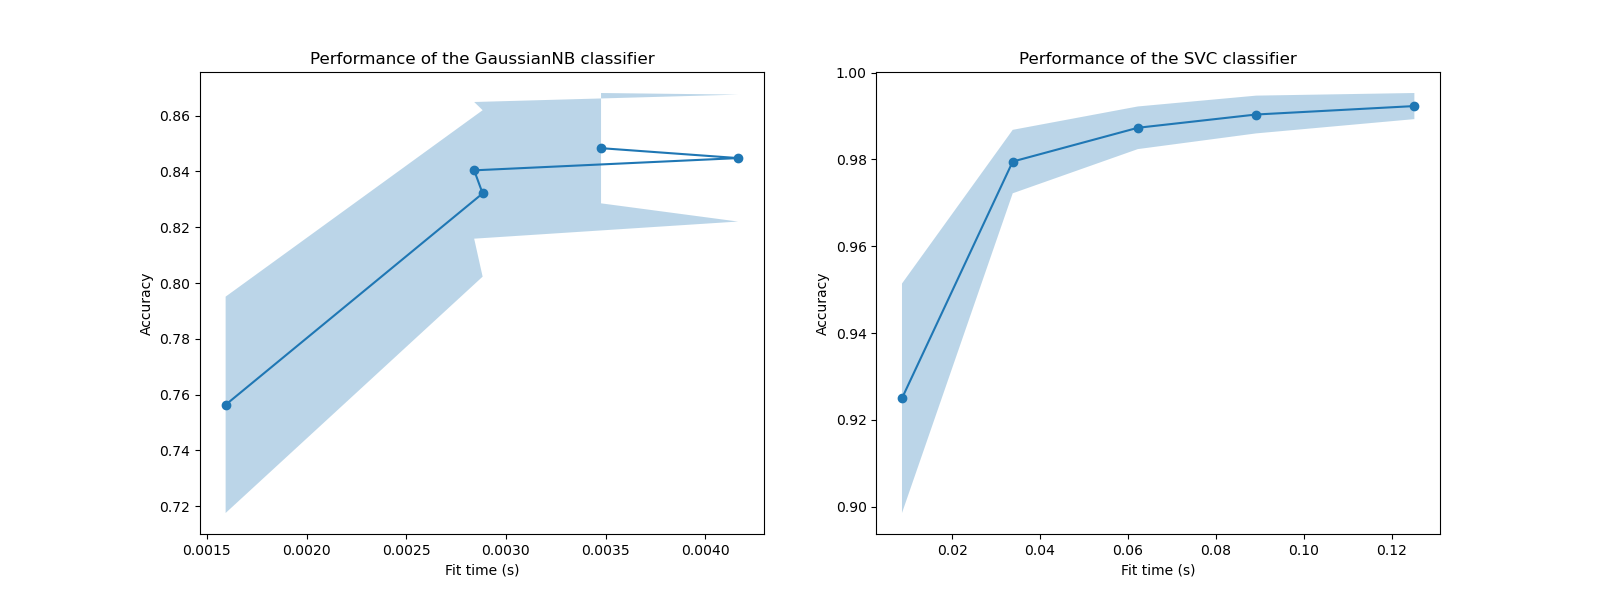 Performance of the GaussianNB classifier
Accuracy
0.86
0.84
0.82
0.80
0.78
0.76
0.74
0.72
0.0015 0.0020 0.0025 0.0030 0.0035 0.0040
Fit time (s)
Performance of the SVC classifier
Accuracy
1.00
0.98
0.96
0.94
0.92
0.90
0.02 0.04 0.06 0.08 0.10 0.12
Fit time (s)